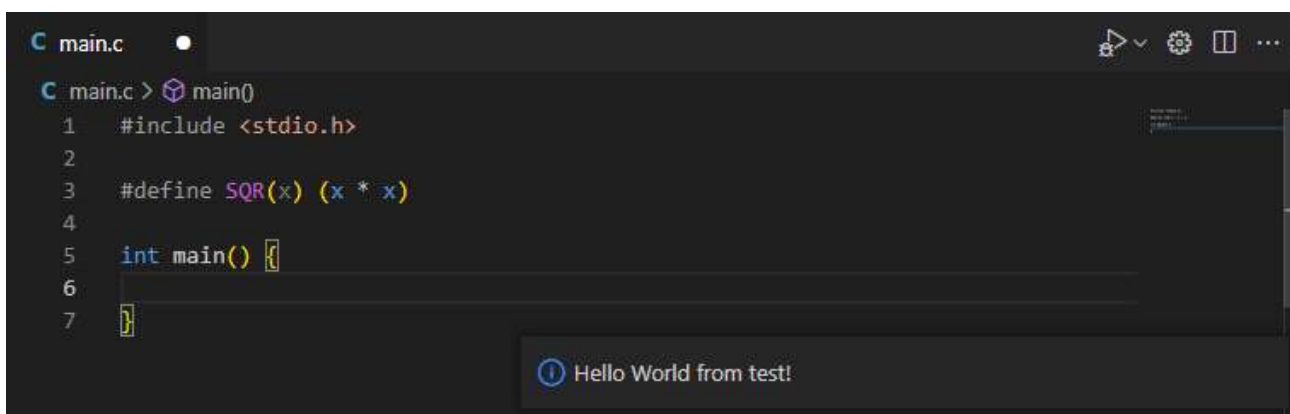 C main.c
C main.c > main()
1 #include <stdio.h>
2
3 #define SQR(x) (x * x)
4
5 int main() {
6
7 }
Hello World from test!